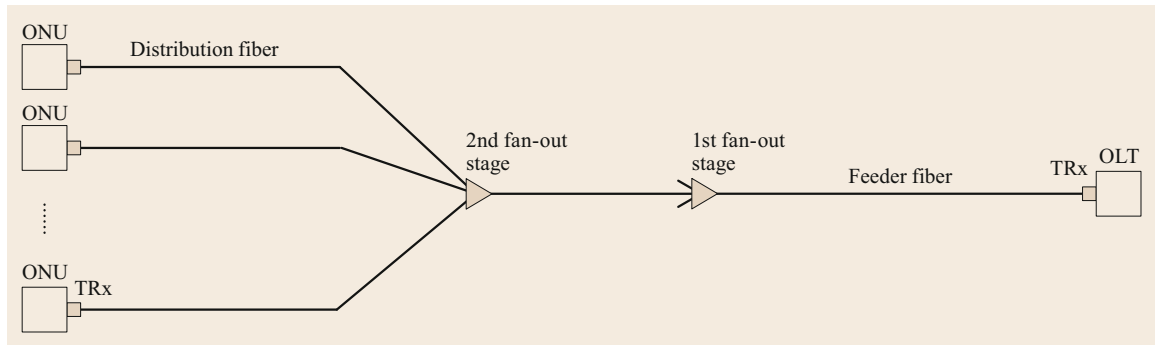 ONU
Distribution fiber
ONU
2nd fan-out
stage
1st fan-out
stage
Feeder fiber
TRx
OLT
ONU
TRx